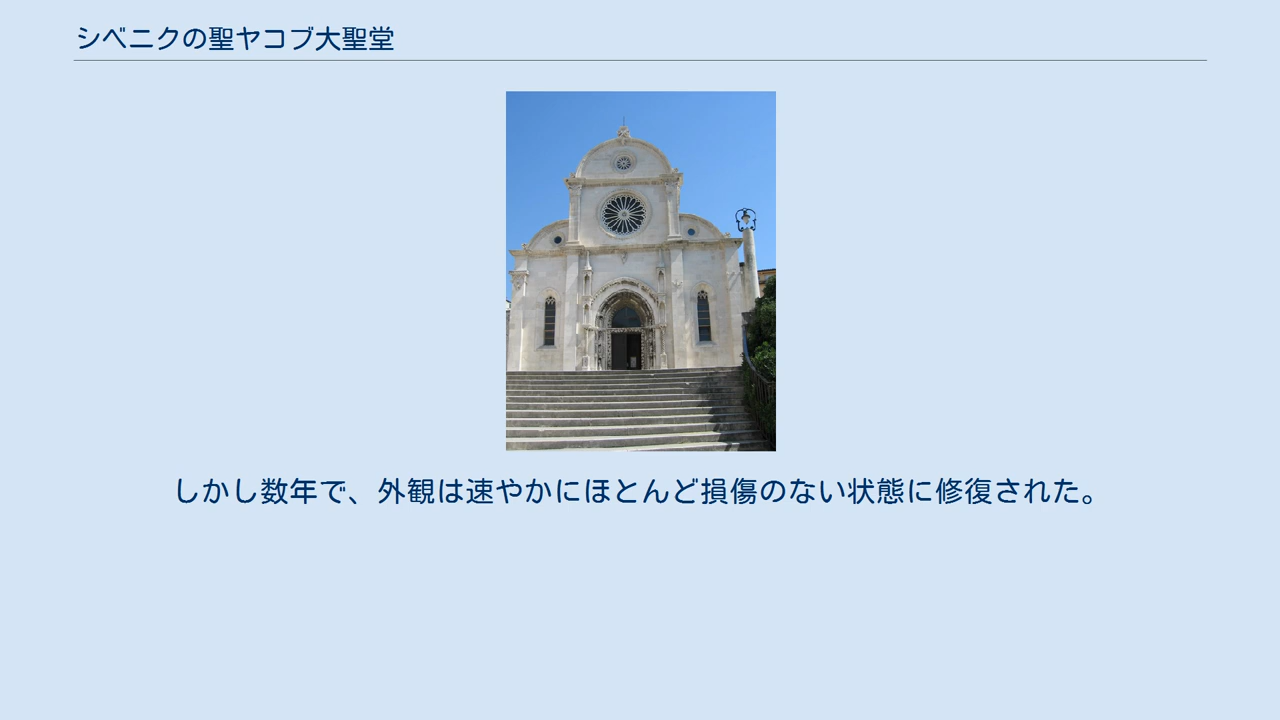 シベニクの聖ヤコブ大聖堂
しかし数年で、外観は速やかにほとんど損傷のない状態に修復された。